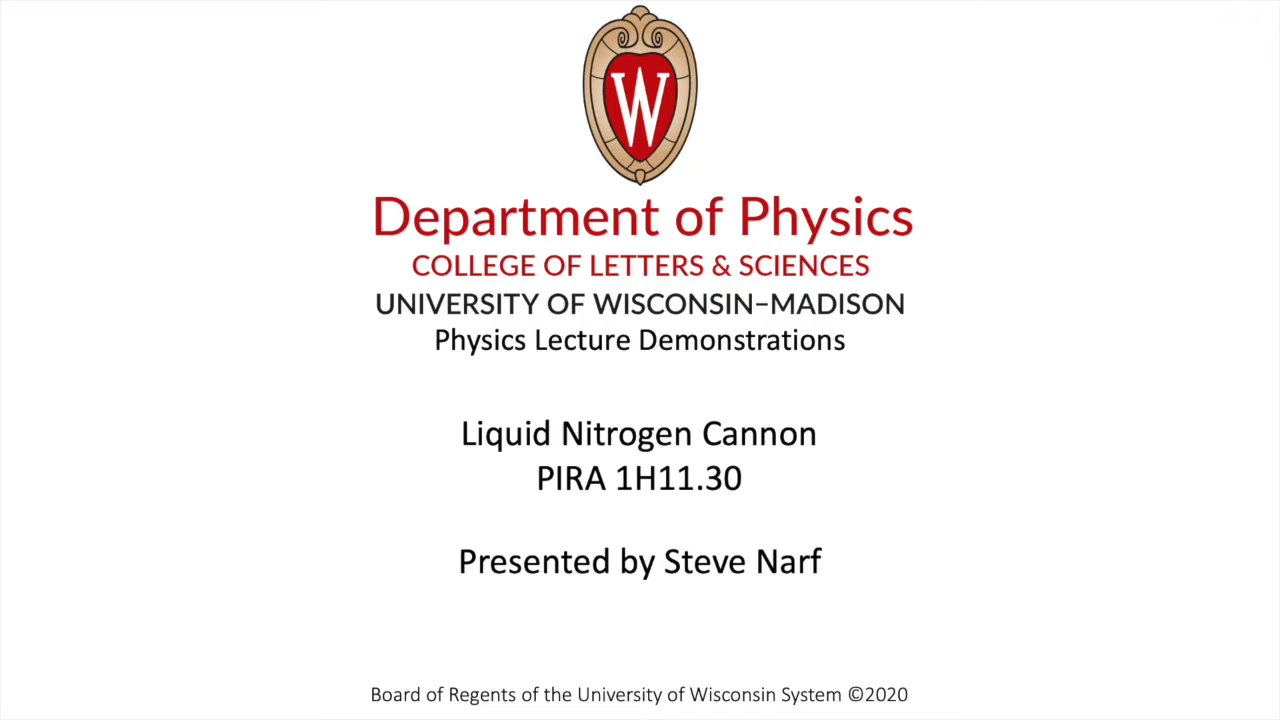 W
Department of Physics
COLLEGE OF LETTERS & SCIENCES
UNIVERSITY OF WISCONSIN–MADISON
Physics Lecture Demonstrations
Liquid Nitrogen Cannon
PIRA 1H11.30
Presented by Steve Narf
Board of Regents of the University of Wisconsin System ©2020